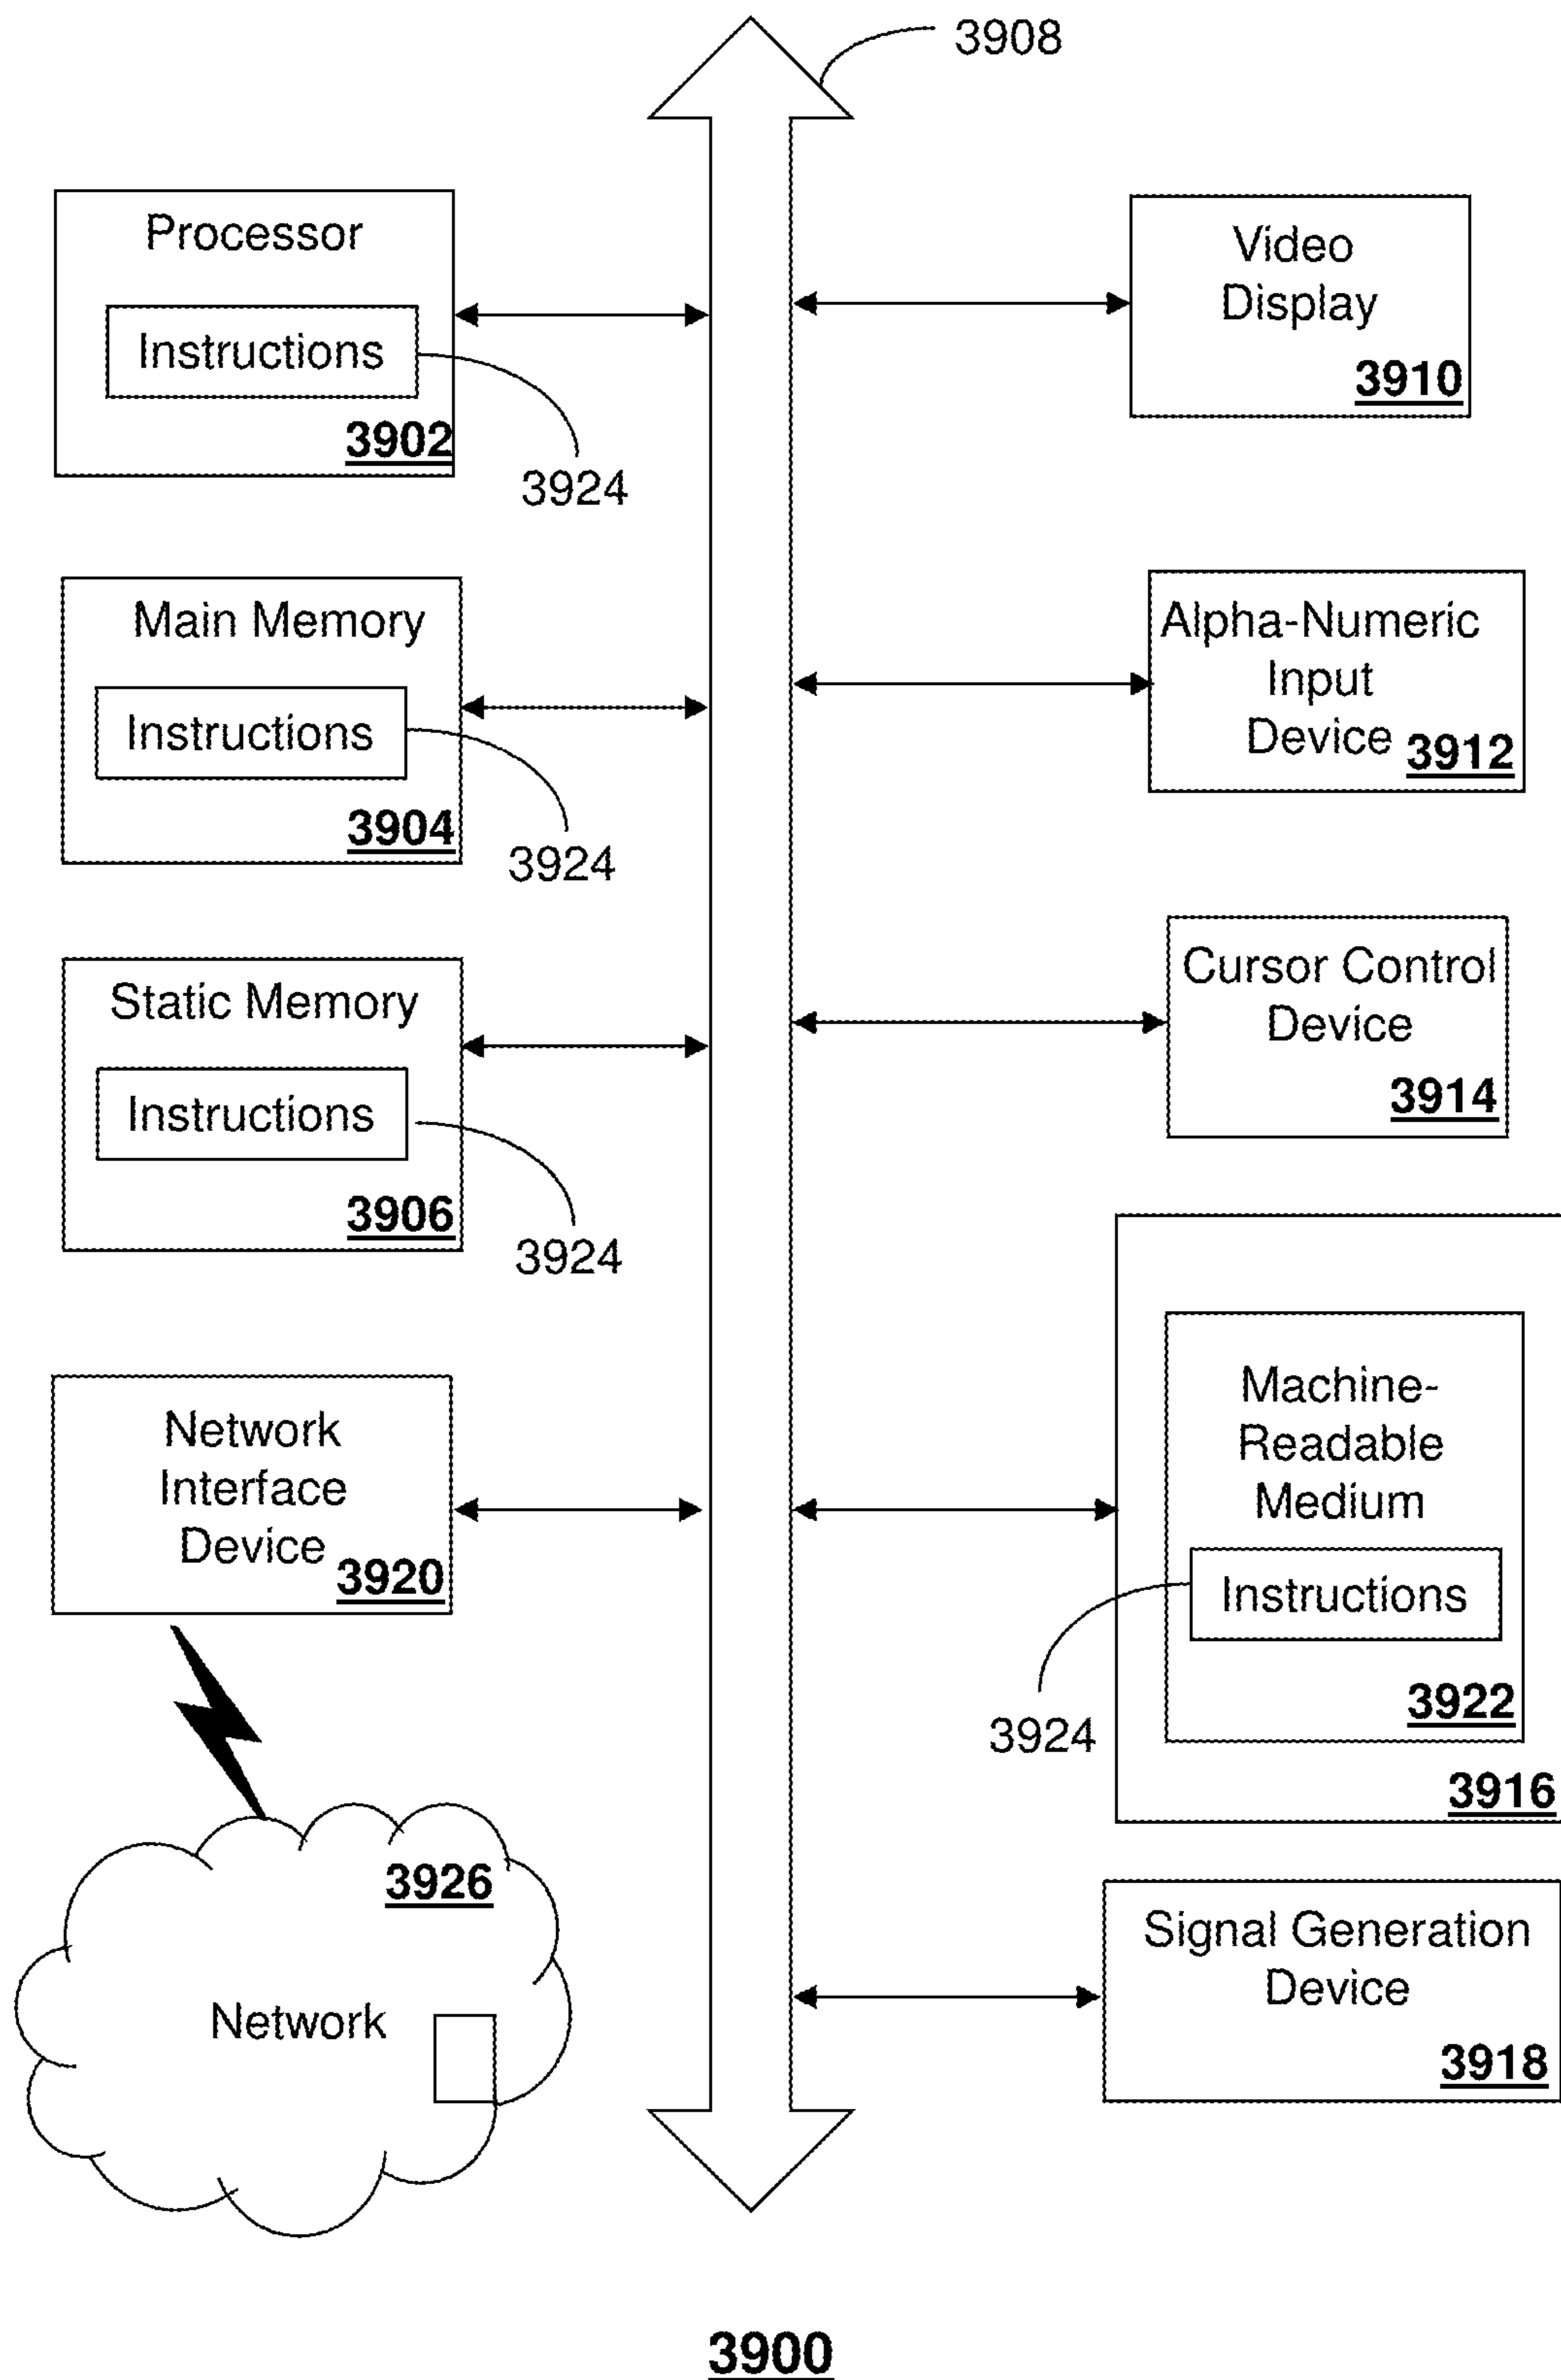 3908
Processor
Instructions
3902
3924
Main Memory
Instructions
3904
3924
Static Memory
Instructions
3906
3924
Network
Interface
Device
3920
3926
Network
Video
Display
3910
Alpha-Numeric
Input
Device
3912
Cursor Control
Device
3914
Machine-
Readable
Medium
Instructions
3922
3924
3916
Signal Generation
Device
3918
3900